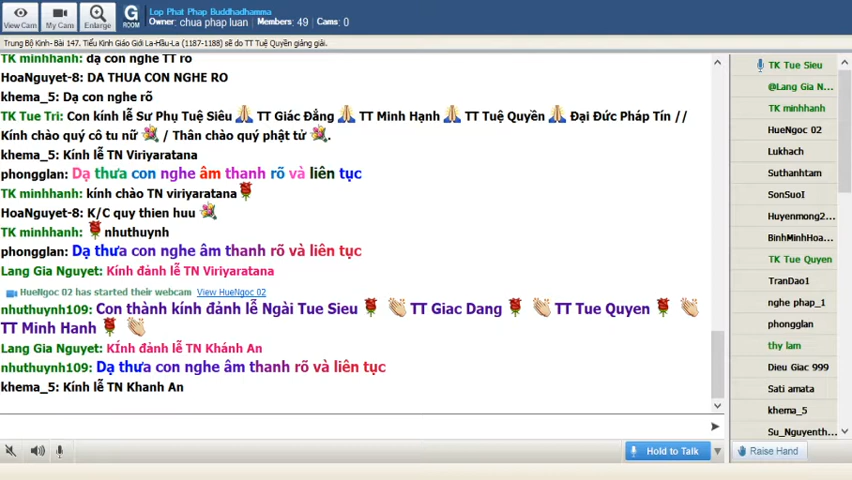 View Cam
My Cams
Enlarge
G
ROOM
Lop Phat Phap Buddhadhamma
Owner: chua phap luan Members: 49 Cams: 0
Trung Bộ Kinh- Bài 147. Tiểu Kinh Giáo Giới La-Hầu-La (1187-1188) sẽ do TT Tuệ Quyền giảng giải.
TK minhhanh: dạ con nghe TT ro
HoaNguyet-8: DA THUA CON NGHE RO
khema_5: Dạ con nghe rõ
TK Tue Tri: Con kính lễ Sư Phụ Tuệ Siêu TT Giác Đẳng TT Minh Hạnh TT Tuệ Quyền Đại Đức Pháp Tín //
Kính chào quý cô tu nữ / Thân chào quý phật tử .
khema_5: Kính lễ TN Viriyaratana
phongglan: Dạ thưa con nghe âm thanh rõ và liên tục
TK minhhanh: kính chào TN viriyaratana
HoaNguyet-8: K/C quy thien huu
TK minhhanh: nhuthuynh
phongglan: Dạ thưa con nghe âm thanh rõ và liên tục
Lang Gia Nguyet: Kính đảnh lễ TN Viriyaratana
HueNgoc 02 has started their webcam View HueNgoc 02
nhuthuynh109: Con thành kính đảnh lễ Ngài Tue Sieu TT Giac Dang TT Tue Quyen
TT Minh Hanh
Lang Gia Nguyet: KÍnh đảnh lễ TN Khánh An
nhuthuynh109: Dạ thưa con nghe âm thanh rõ và liên tục
khema_5: Kính lễ TN Khanh An
Hold to Talk
TK Tue Sieu
@Lang Gia N...
TK minhhanh
HueNgoc 02
Lukhach
Suthanhtam
SonSuoI
Huyenmong2...
BinhMinhHoa...
TK Tue Quyen
TranDao1
nghe phap_1
phongglan
thy lam
Dieu Giac 999
Sati amata
khema_5
Su_Nguyenth...
Raise Hand